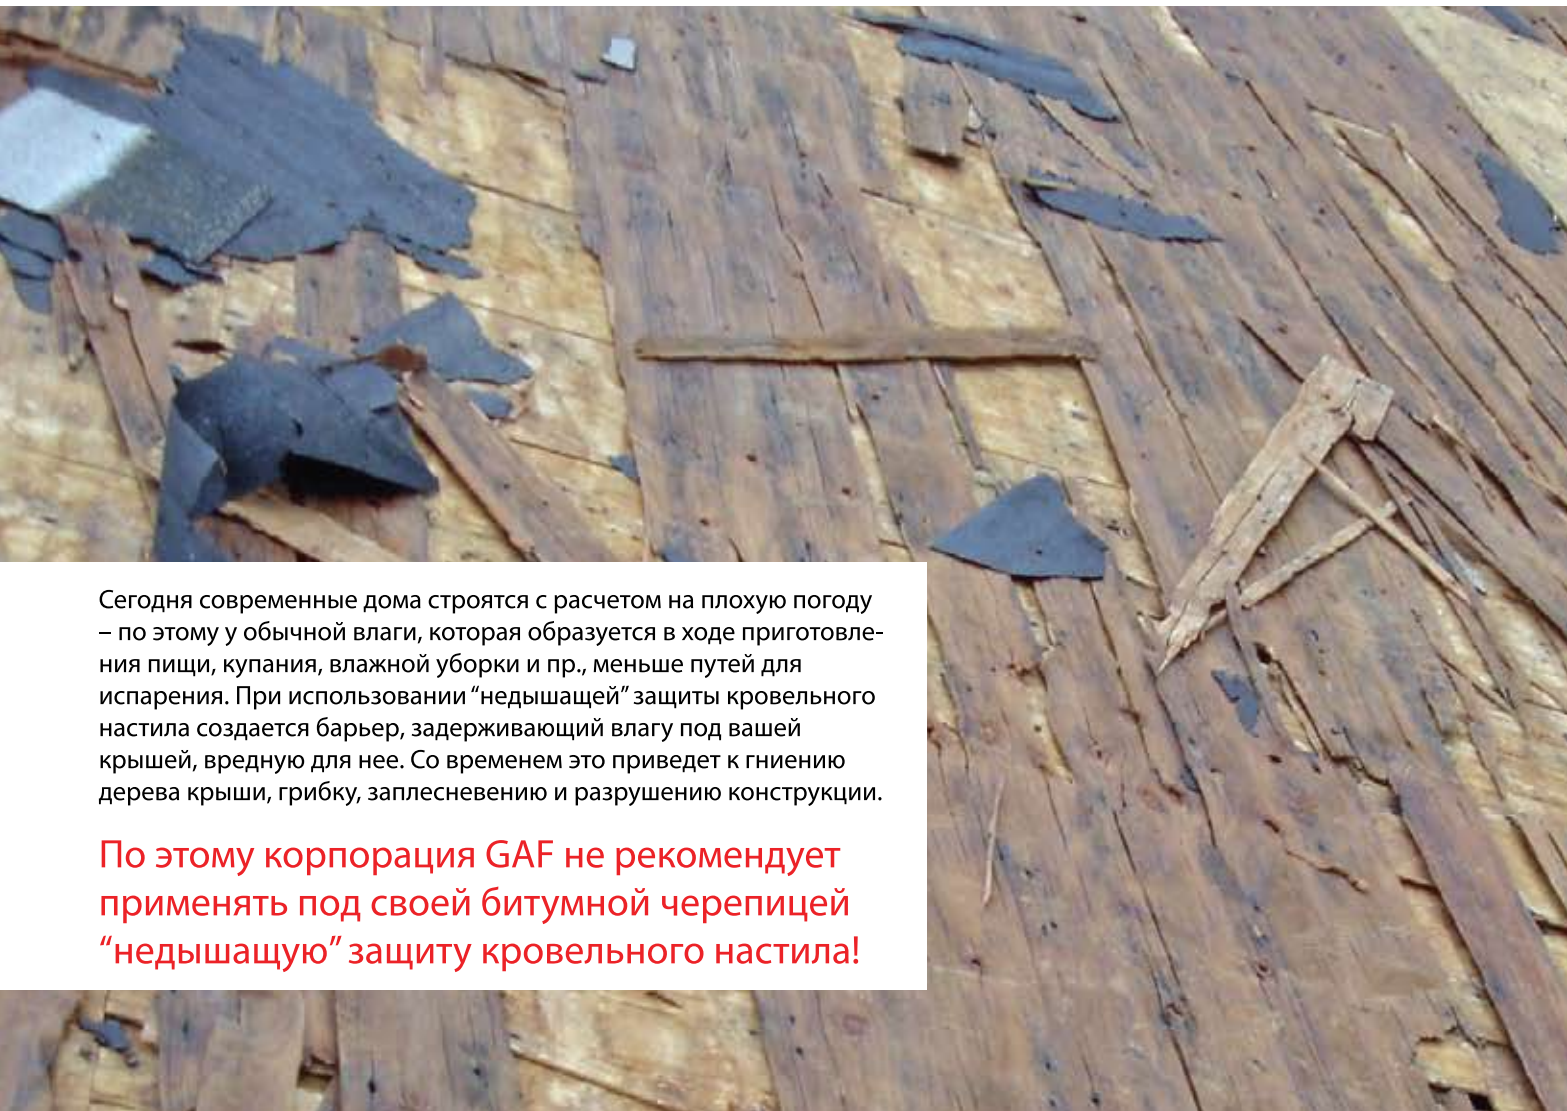 Сегодня современные дома строятся с расчетом на плохую погоду
– по этому у обычной влаги, которая образуется в ходе приготовле-
ния пищи, купания, влажной уборки и пр., меньше путей для
испарения. При использовании “недышащей” защиты кровельного
настила создается барьер, задерживающий влагу под вашей
крышей, вредную для нее. Со временем это приведет к гниению
дерева крыши, грибку, заплесневению и разрушению конструкции.
По этому корпорация GAF не рекомендует
применять под своей битумной черепицей
“недышащую” защиту кровельного настила!